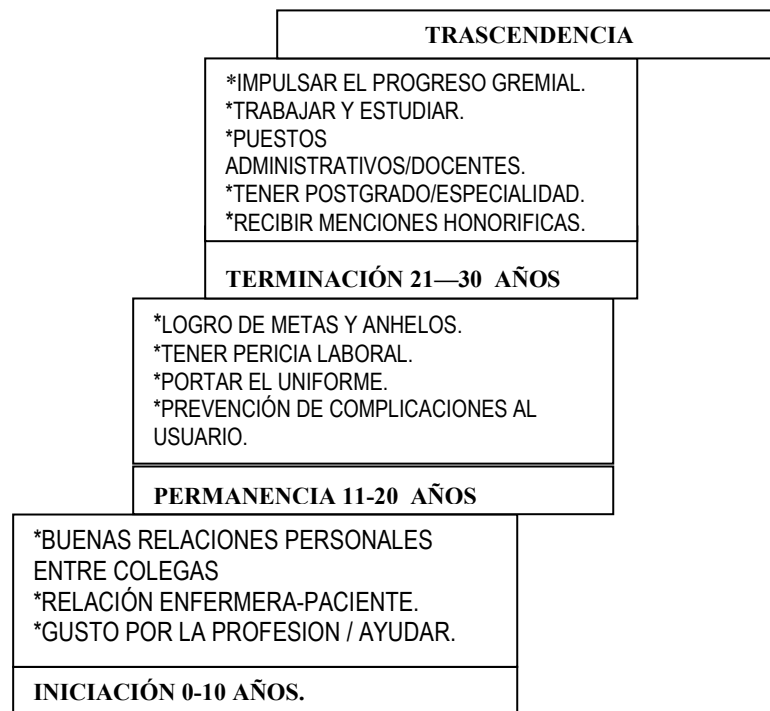 TRASCENDENCIA
*IMPULSAR EL PROGRESO GREMIAL.
*TRABAJAR Y ESTUDIAR.
*PUESTOS
ADMINISTRATIVOS/DOCENTES.
*TENER POSTGRADO/ESPECIALIDAD.
*RECIBIR MENCIONES HONORIFICAS.
TERMINACIÓN 21—30 AÑOS
*LOGRO DE METAS Y ANHELOS.
*TENER PERICIA LABORAL.
*PORTAR EL UNIFORME.
*PREVENCIÓN DE COMPLICACIONES AL
USUARIO.
PERMANENCIA 11-20 AÑOS
*BUENAS RELACIONES PERSONALES
ENTRE COLEGAS
*RELACIÓN ENFERMERA-PACIENTE.
*GUSTO POR LA PROFESION / AYUDAR.
INICIACIÓN 0-10 AÑOS.